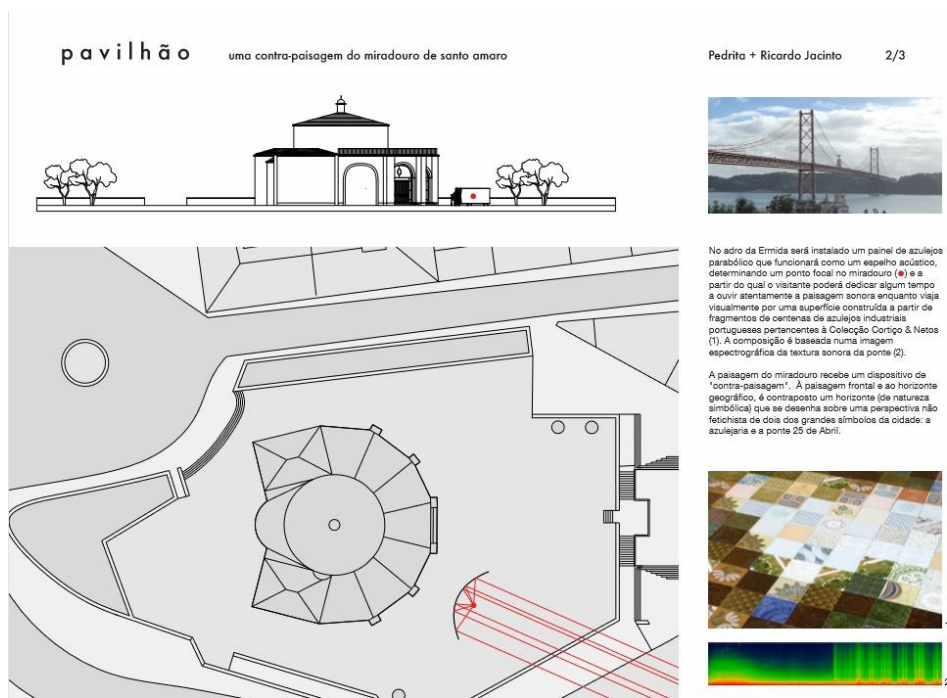 pavilhão
uma contra-paisagem do miradouro de santo amaro
Pedrita + Ricardo Jacinto
2/3
No adro da Ermida será instalado um painel de azulejos
parabólico que funcionará como um espelho acústico,
determinando um ponto focal no miradouro (●) e a
partir do qual o visitante poderá dedicar algum tempo
a ouvir atentamente a paisagem sonora enquanto viaja
visualmente por uma superfície construída a partir de
fragmentos de centenas de azulejos industriais
portugueses pertencentes à Colecção Cortiço & Netos
(1). A composição é baseada numa imagem
espectrográfica da textura sonora da ponte (2).
A paisagem do miradouro recebe um dispositivo de
"contra-paisagem". À paisagem frontal e ao horizonte
geográfico, é contraposto um horizonte (de natureza
simbólica) que se desenha sobre uma perspectiva não
fetichista de dois dos grandes símbolos da cidade: a
azulejaria e a ponte 25 de Abril.